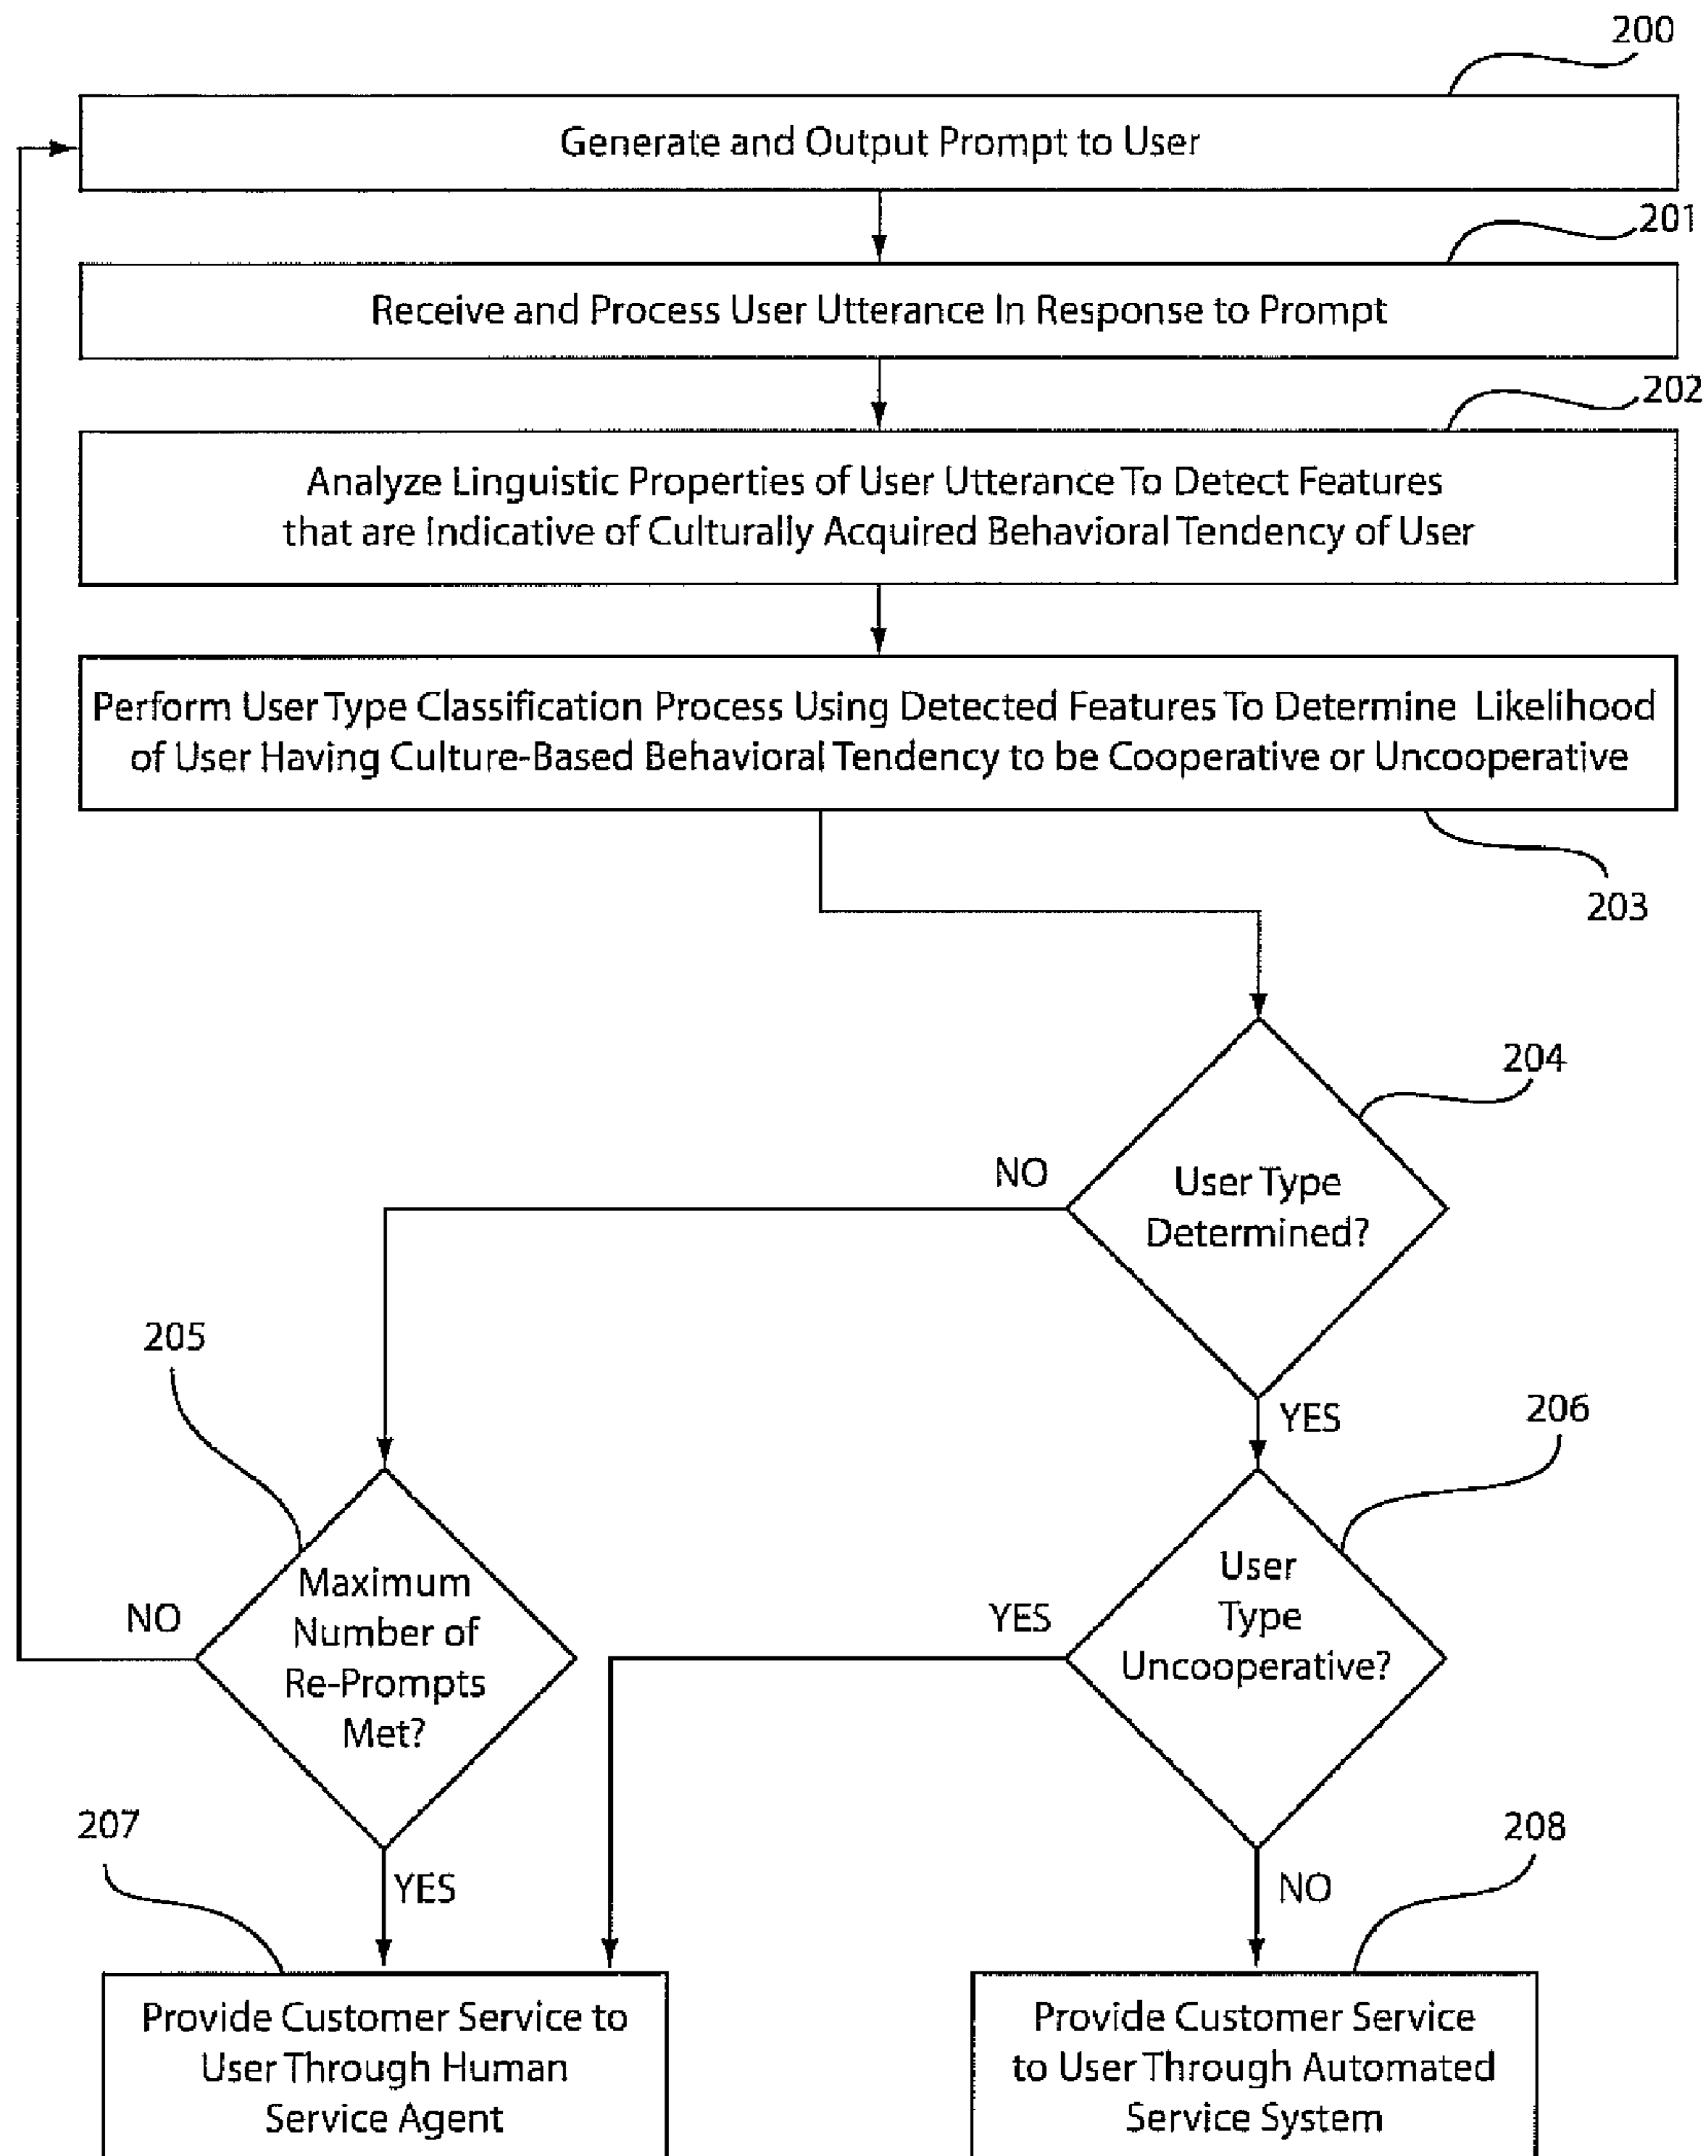 200
Generate and Output Prompt to User
201
Receive and Process User Utterance In Response to Prompt
202
Analyze Linguistic Properties of User Utterance To Detect Features
that are Indicative of Culturally Acquired Behavioral Tendency of User
Perform User Type Classification Process Using Detected Features To Determine Likelihood
of User Having Culture-Based Behavioral Tendency to be Cooperative or Uncooperative
203
204
NO
User Type
Determined?
205
YES
206
NO
Maximum
Number of
Re-Prompts
Met?
YES
User
Type
Uncooperative?
207
YES
208
NO
Provide Customer Service to
User Through Human
Service Agent
Provide Customer Service
to User Through Automated
Service System